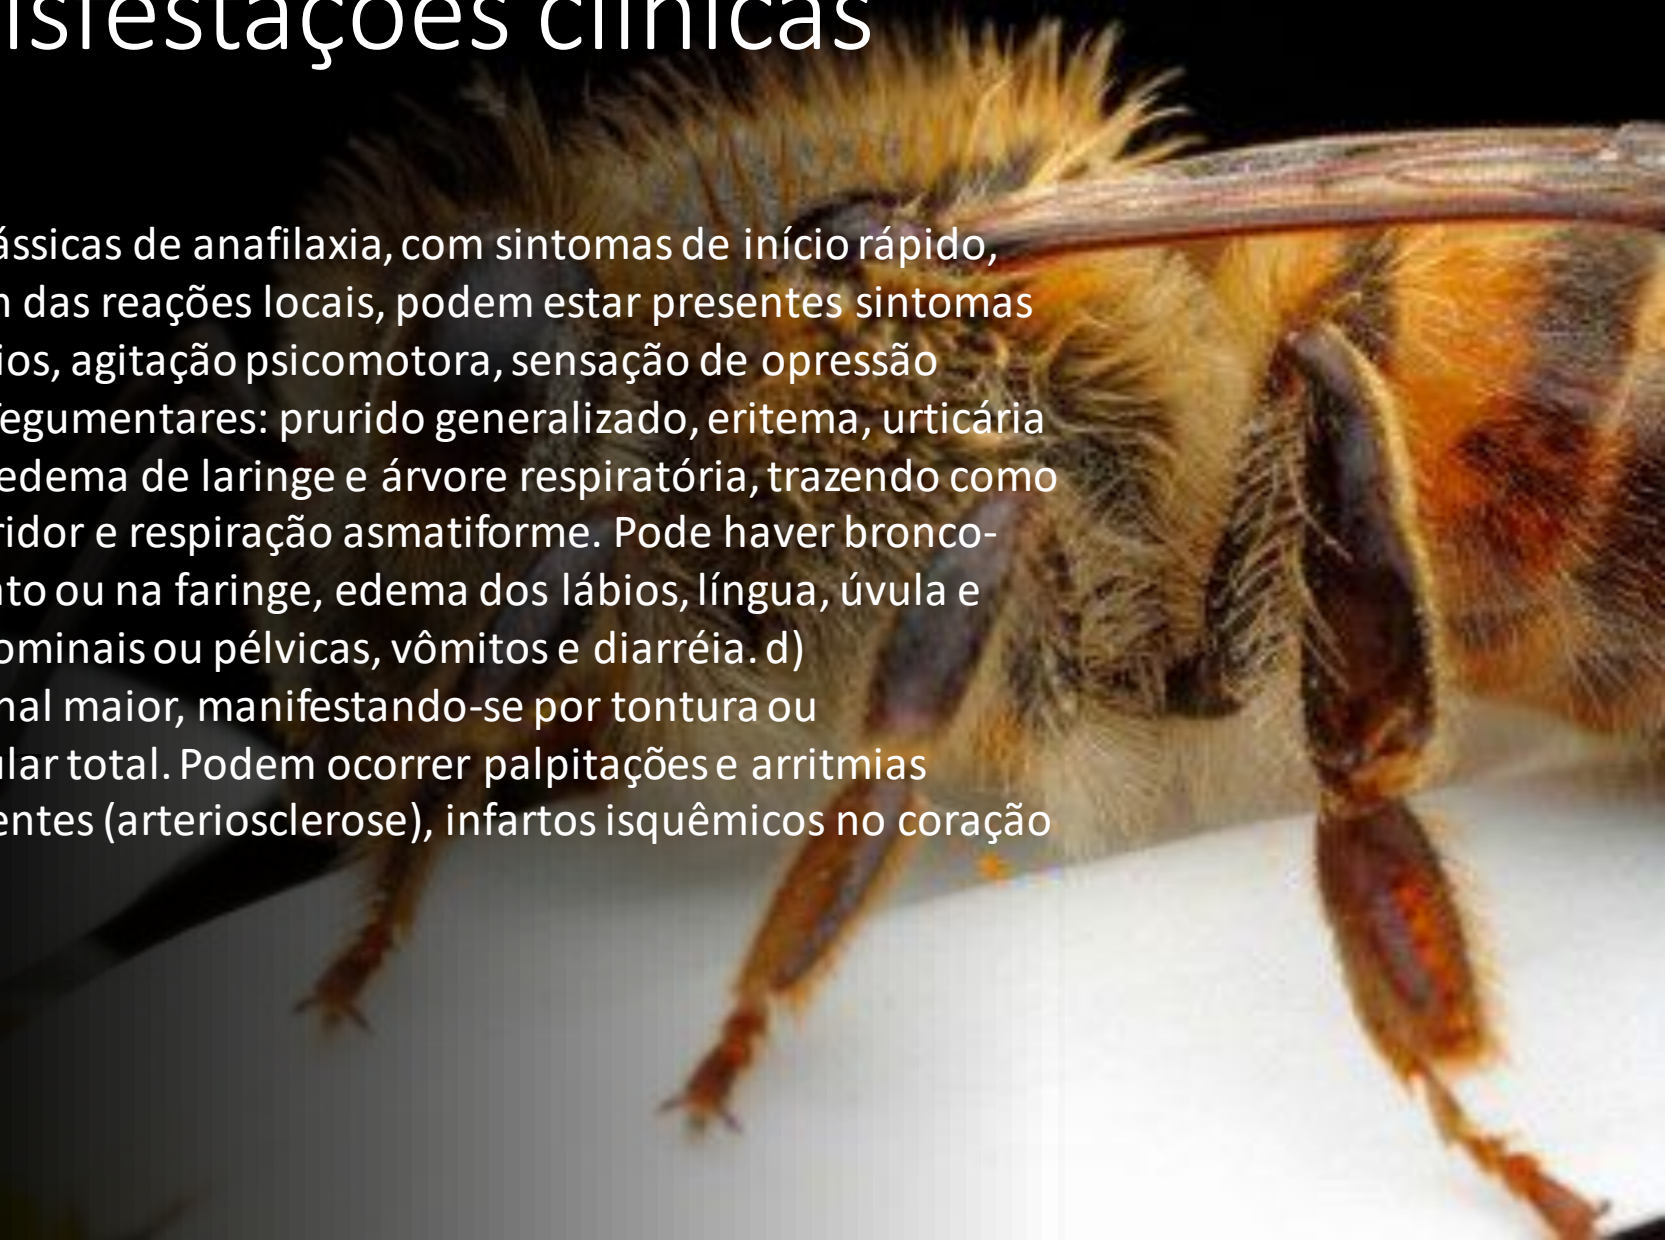 isfestações clínicas
ássicas de anafilaxia, com sintomas de início rápido,
das reações locais, podem estar presentes sintomas
ios, agitação psicomotora, sensação de opressão
egumentares: prurido generalizado, eritema, urticária
edema de laringe e árvore respiratória, trazendo como
ridor e respiração asmatiforme. Pode haver bronco-
to ou na faringe, edema dos lábios, língua, úvula e
ominais ou pélvicas, vômitos e diarréia. d)
nal maior, manifestando-se por tontura ou
ular total. Podem ocorrer palpitações e arritmias
entes (arteriosclerose), infartos isquêmicos no coração